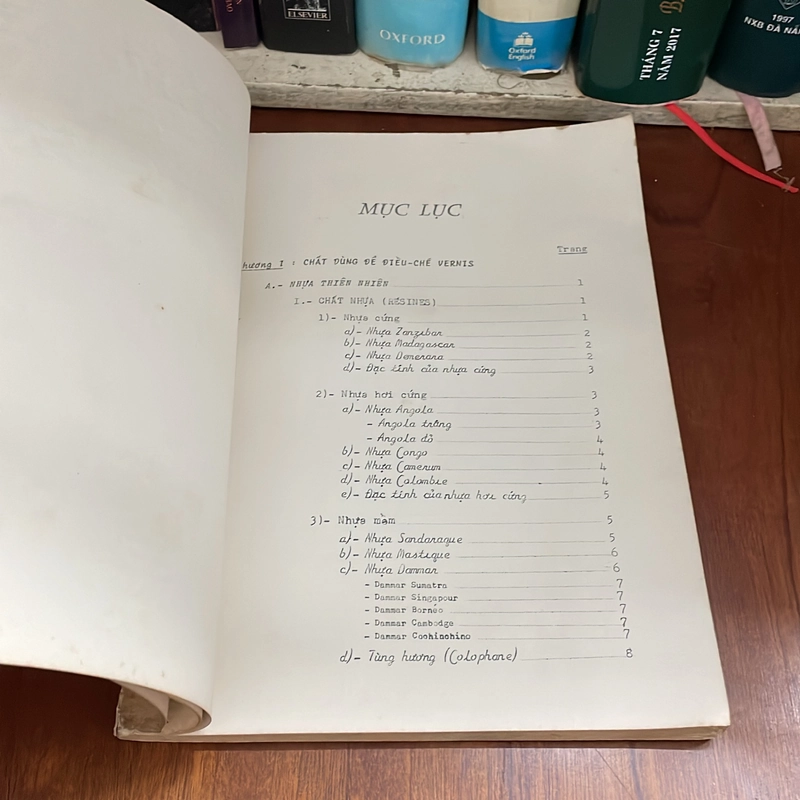 ELSEVIER
OXFORD
Oxford
English
THÁNG 7
NĂM 2017
1997
NXB ĐÀ NẴN
MỤC LỤC
Trang
hương I : CHẤT DÙNG ĐỂ ĐIỀU-CHẾ VERNIS
A.- NHỰA THIÊN NHIÊN 1
I.- CHẤT NHỰA (RÉSINES) 1
1)- Nhựa cứng 1
a)- Nhựa Zanzibar 2
b)- Nhựa Madagascar 2
c)- Nhựa Demerara 2
d)- Đặc tính của nhựa cứng 3
2)- Nhựa hơi cứng 3
a)- Nhựa Angola 3
- Angola trắng 3
- Angola đỏ 4
b)- Nhựa Congo 4
c)- Nhựa Camerum 4
d)- Nhựa Colombie 4
e)- Đặc tính của nhựa hơi cứng 5
3)- Nhựa mềm 5
a)- Nhựa Sandaraque 5
b)- Nhựa Mastique 6
c)- Nhựa Dammar 6
- Dammar Sumatra 7
- Dammar Singapour 7
- Dammar Bornéo 7
- Dammar Cambodge 7
- Dammar Cochinchine 7
d)- Tùng hương (Colophane) 8